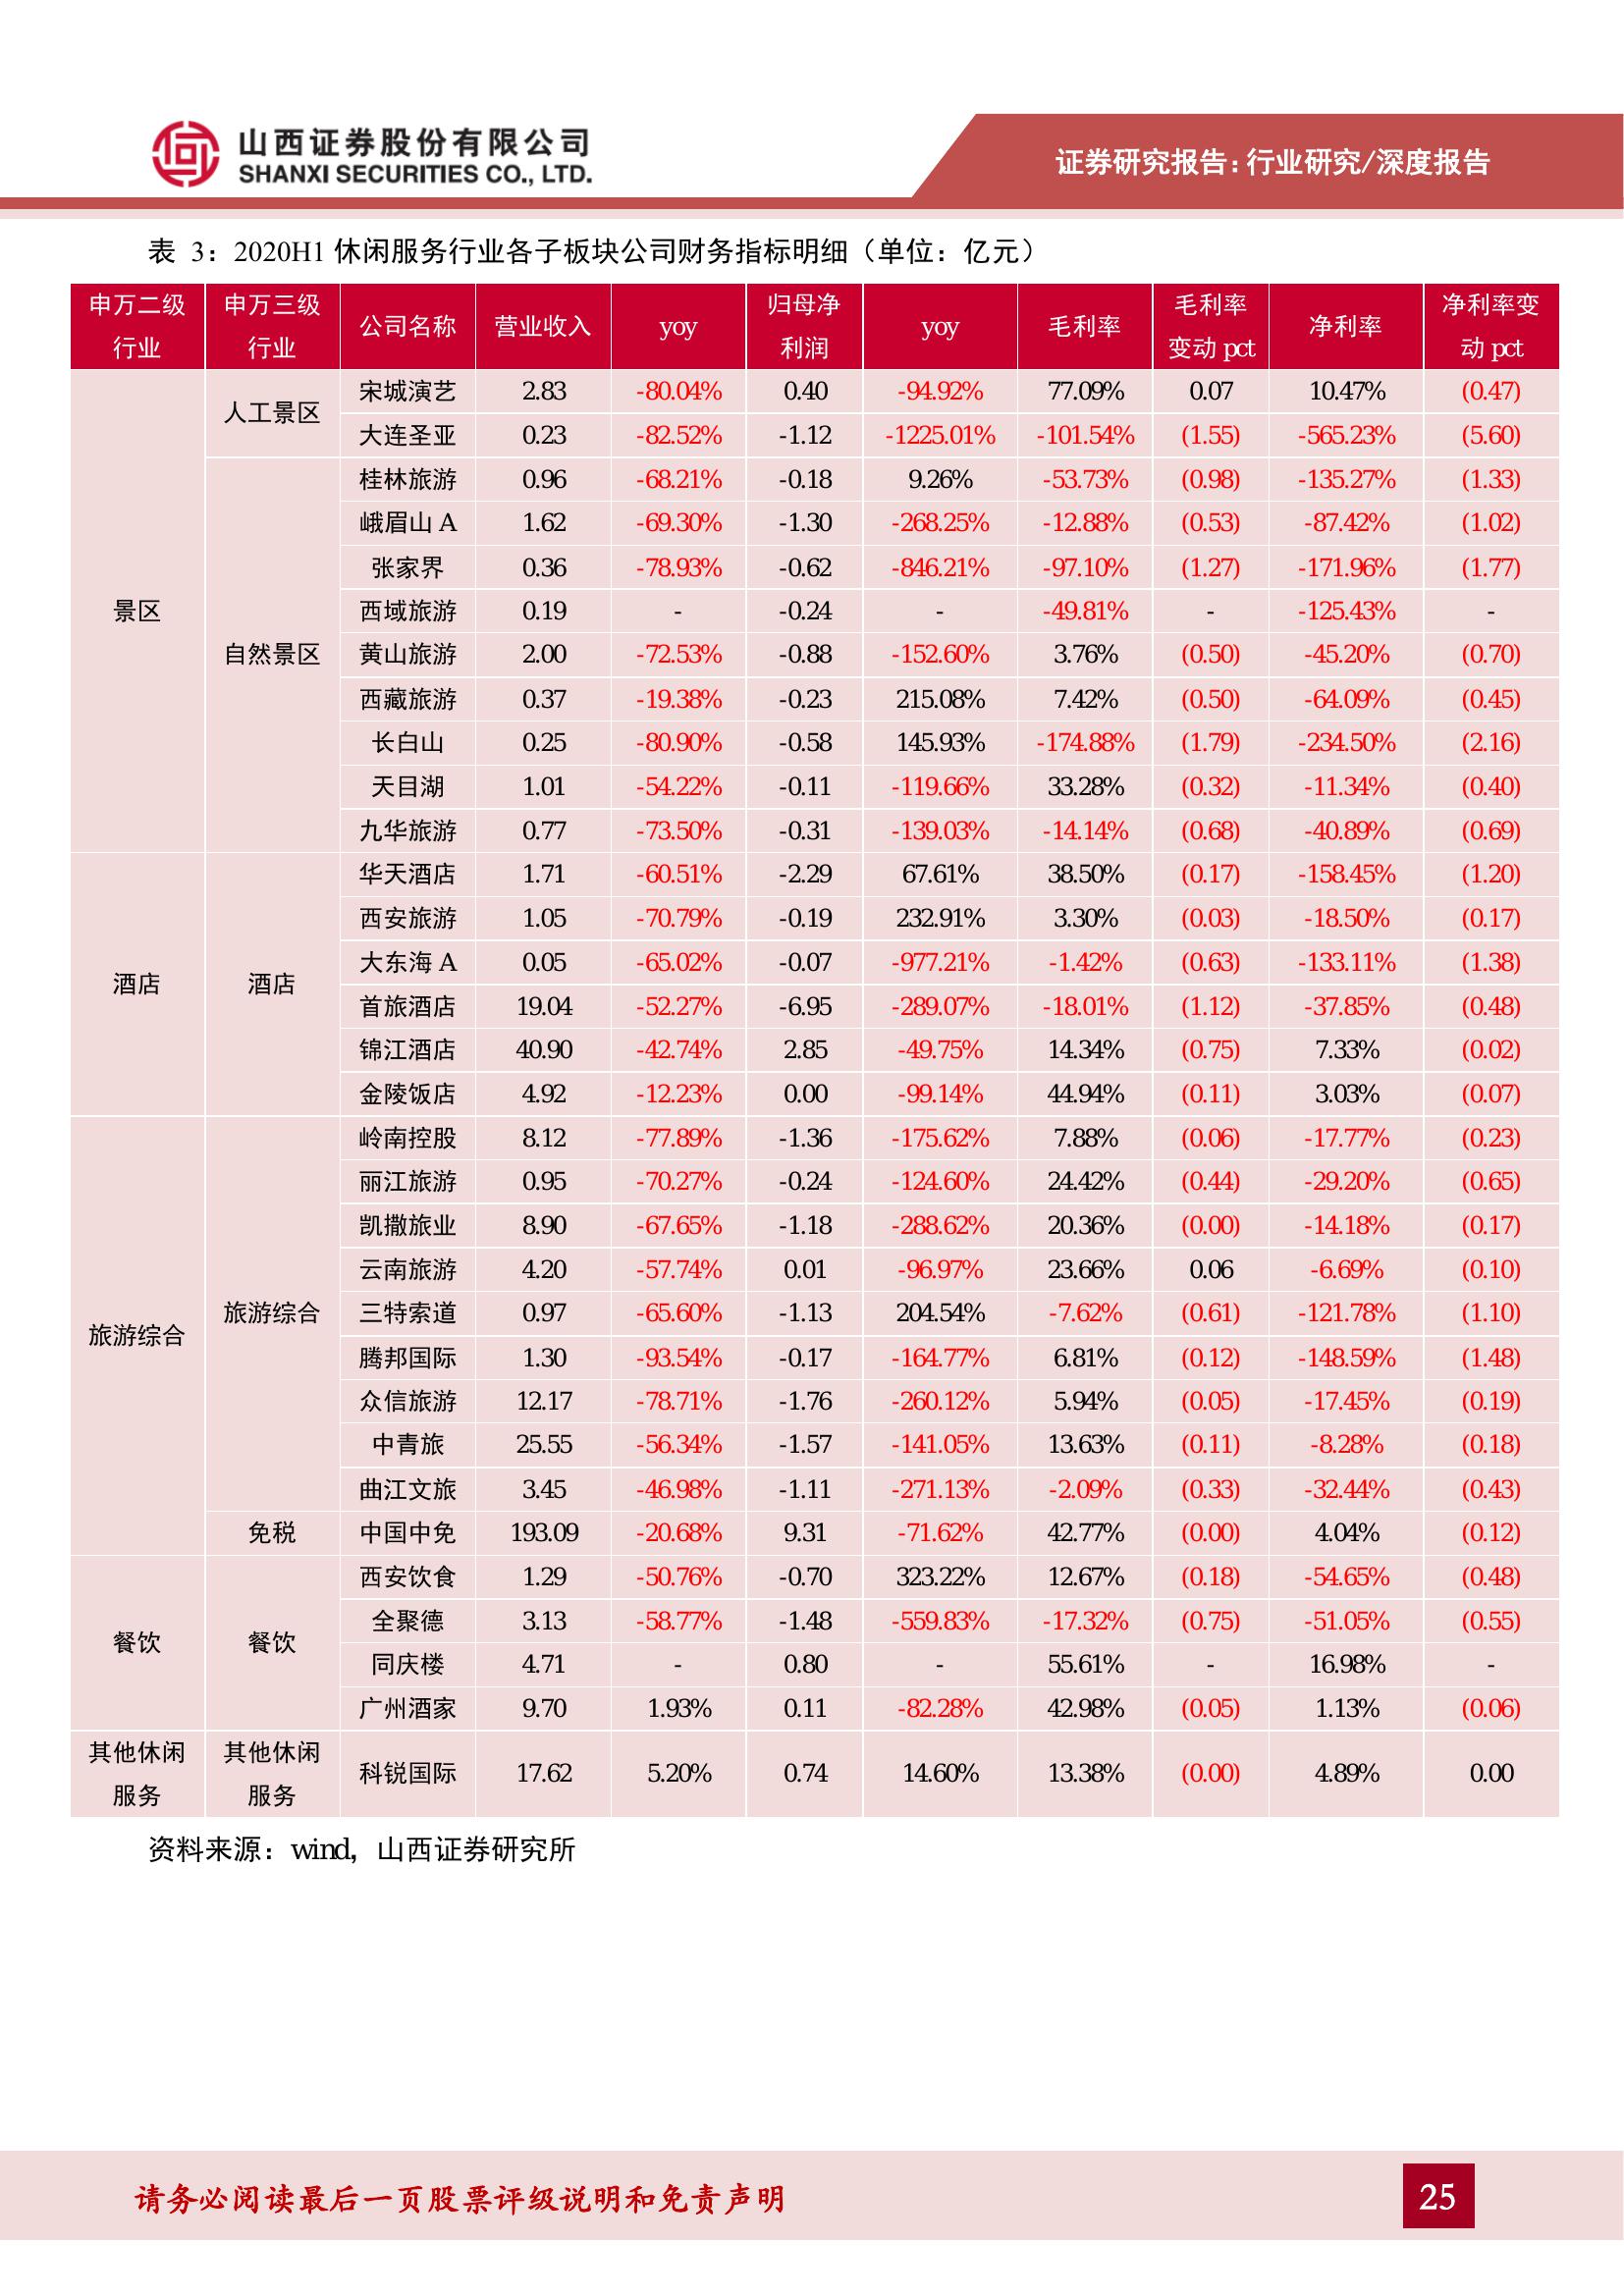 山西证券股份有限公司
SHANXI SECURITIES CO., LTD.
证券研究报告：行业研究/深度报告
表 3：2020H1 休闲服务行业各子板块公司财务指标明细（单位：亿元）
申万二级行业 申万三级行业 公司名称 营业收入 yoy 归母净利润 yoy 毛利率 毛利率变动 pct 净利率 净利率变动 pct
景区 人工景区 宋城演艺 2.83 -80.04% 0.40 -94.92% 77.09% 0.07 10.47% (0.47)
大连圣亚 0.23 -82.52% -1.12 -1225.01% -101.54% (1.55) -565.23% (5.60)
自然景区 桂林旅游 0.96 -68.21% -0.18 9.26% -53.73% (0.98) -135.27% (1.33)
峨眉山 A 1.62 -69.30% -1.30 -268.25% -12.88% (0.53) -87.42% (1.02)
张家界 0.36 -78.93% -0.62 -846.21% -97.10% (1.27) -171.96% (1.77)
西域旅游 0.19 - -0.24 - -49.81% - -125.43% -
黄山旅游 2.00 -72.53% -0.88 -152.60% 3.76% (0.50) -45.20% (0.70)
西藏旅游 0.37 -19.38% -0.23 215.08% 7.42% (0.50) -64.09% (0.45)
长白山 0.25 -80.90% -0.58 145.93% -174.88% (1.79) -234.50% (2.16)
天目湖 1.01 -54.22% -0.11 -119.66% 33.28% (0.32) -11.34% (0.40)
九华旅游 0.77 -73.50% -0.31 -139.03% -14.14% (0.68) -40.89% (0.69)
酒店 酒店 华天酒店 1.71 -60.51% -2.29 67.61% 38.50% (0.17) -158.45% (1.20)
西安旅游 1.05 -70.79% -0.19 232.91% 3.30% (0.03) -18.50% (0.17)
大东海 A 0.05 -65.02% -0.07 -977.21% -1.42% (0.63) -133.11% (1.38)
首旅酒店 19.04 -52.27% -6.95 -289.07% -18.01% (1.12) -37.85% (0.48)
锦江酒店 40.90 -42.74% 2.85 -49.75% 14.34% (0.75) 7.33% (0.02)
金陵饭店 4.92 -12.23% 0.00 -99.14% 44.94% (0.11) 3.03% (0.07)
旅游综合 旅游综合 岭南控股 8.12 -77.89% -1.36 -175.62% 7.88% (0.06) -17.77% (0.23)
丽江旅游 0.95 -70.27% -0.24 -124.60% 24.42% (0.44) -29.20% (0.65)
凯撒旅业 8.90 -67.65% -1.18 -288.62% 20.36% (0.00) -14.18% (0.17)
云南旅游 4.20 -57.74% 0.01 -96.97% 23.66% 0.06 -6.69% (0.10)
三特索道 0.97 -65.60% -1.13 204.54% -7.62% (0.61) -121.78% (1.10)
腾邦国际 1.30 -93.54% -0.17 -164.77% 6.81% (0.12) -148.59% (1.48)
众信旅游 12.17 -78.71% -1.76 -260.12% 5.94% (0.05) -17.45% (0.19)
中青旅 25.55 -56.34% -1.57 -141.05% 13.63% (0.11) -8.28% (0.18)
曲江文旅 3.45 -46.98% -1.11 -271.13% -2.09% (0.33) -32.44% (0.43)
免税 中国中免 193.09 -20.68% 9.31 -71.62% 42.77% (0.00) 4.04% (0.12)
餐饮 餐饮 西安饮食 1.29 -50.76% -0.70 323.22% 12.67% (0.18) -54.65% (0.48)
全聚德 3.13 -58.77% -1.48 -559.83% -17.32% (0.75) -51.05% (0.55)
同庆楼 4.71 - 0.80 - 55.61% - 16.98% -
广州酒家 9.70 1.93% 0.11 -82.28% 42.98% (0.05) 1.13% (0.06)
其他休闲服务 其他休闲服务 科锐国际 17.62 5.20% 0.74 14.60% 13.38% (0.00) 4.89% 0.00
资料来源：wind，山西证券研究所
请务必阅读最后一页股票评级说明和免责声明
25